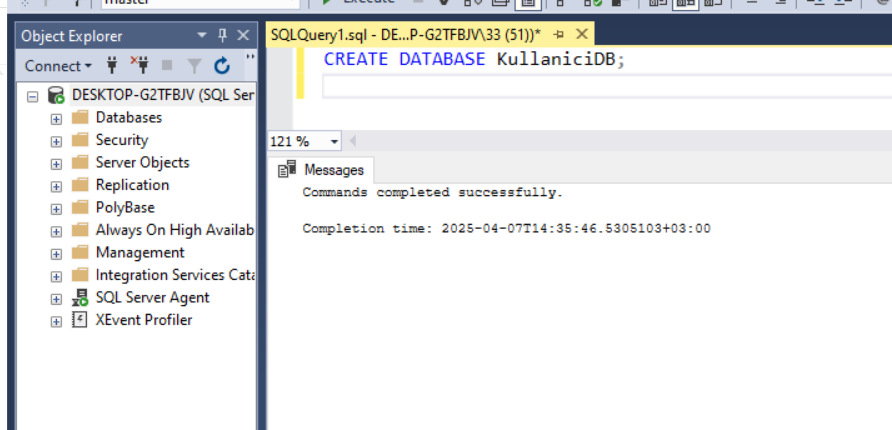 master
Execute
Object Explorer
Connect
DESKTOP-G2TFBJV (SQL Ser
Databases
Security
Server Objects
Replication
PolyBase
Always On High Availab
Management
Integration Services Cata
SQL Server Agent
XEvent Profiler
SQLQuery1.sql - DE...P-G2TFBJV\33 (51))*
CREATE DATABASE KullaniciDB;
121 %
Messages
Commands completed successfully.
Completion time: 2025-04-07T14:35:46.5305103+03:00